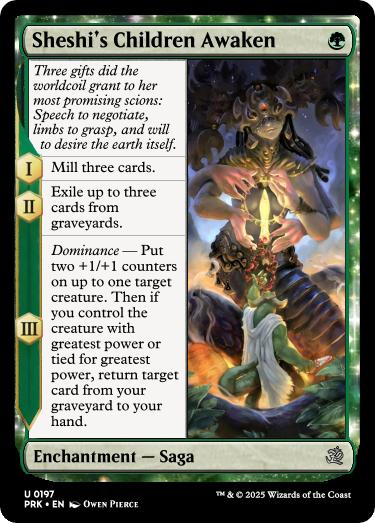 Sheshi's Children Awaken
Three gifts did the
worldcoil grant to her
most promising scions:
Speech to negotiate,
limbs to grasp, and will
to desire the earth itself.
I
Mill three cards.
II
Exile up to three
cards from
graveyards.
III
Dominance — Put
two +1/+1 counters
on up to one target
creature. Then if
you control the
creature with
greatest power or
tied for greatest
power, return target
card from your
graveyard to your
hand.
Enchantment — Saga
U 0197
PRK • EN Owen Pierce
™ & © 2025 Wizards of the Coast